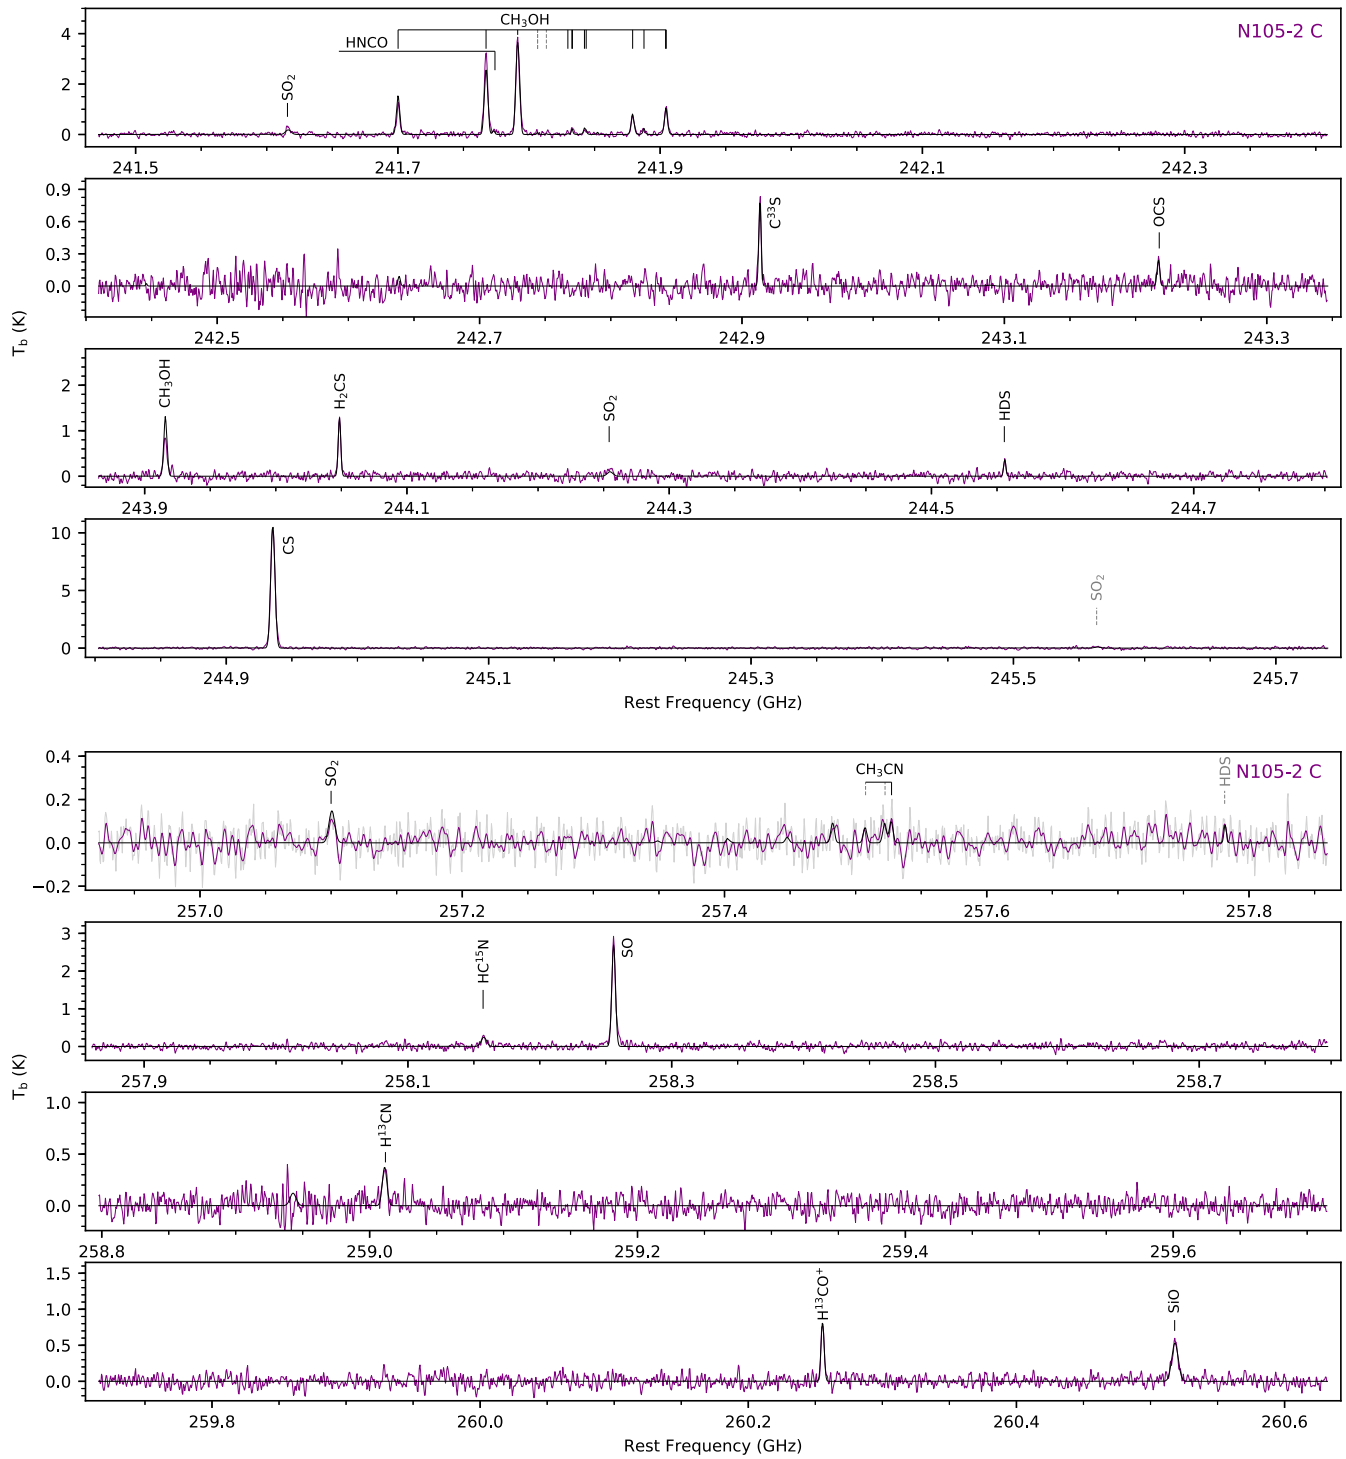 CH₃OH
N105-2 C
HNCO
SO₂
4
2
0
241.5 241.7 241.9 242.1 242.3
C³³S
OCS
0.9
0.6
0.3
0.0
242.5 242.7 242.9 243.1 243.3
T_b (K)
CH₃OH
H₂CS
SO₂
HDS
2
1
0
243.9 244.1 244.3 244.5 244.7
CS
SO₂
10
5
0
244.9 245.1 245.3 245.5 245.7
Rest Frequency (GHz)
SO₂
CH₃CN
HDS
N105-2 C
0.4
0.2
0.0
−0.2
257.0 257.2 257.4 257.6 257.8
HC¹⁵N
SO
3
2
1
0
257.9 258.1 258.3 258.5 258.7
T_b (K)
H¹³CN
1.0
0.5
0.0
258.8 259.0 259.2 259.4 259.6
H¹³CO⁺
SiO
1.5
1.0
0.5
0.0
259.8 260.0 260.2 260.4 260.6
Rest Frequency (GHz)